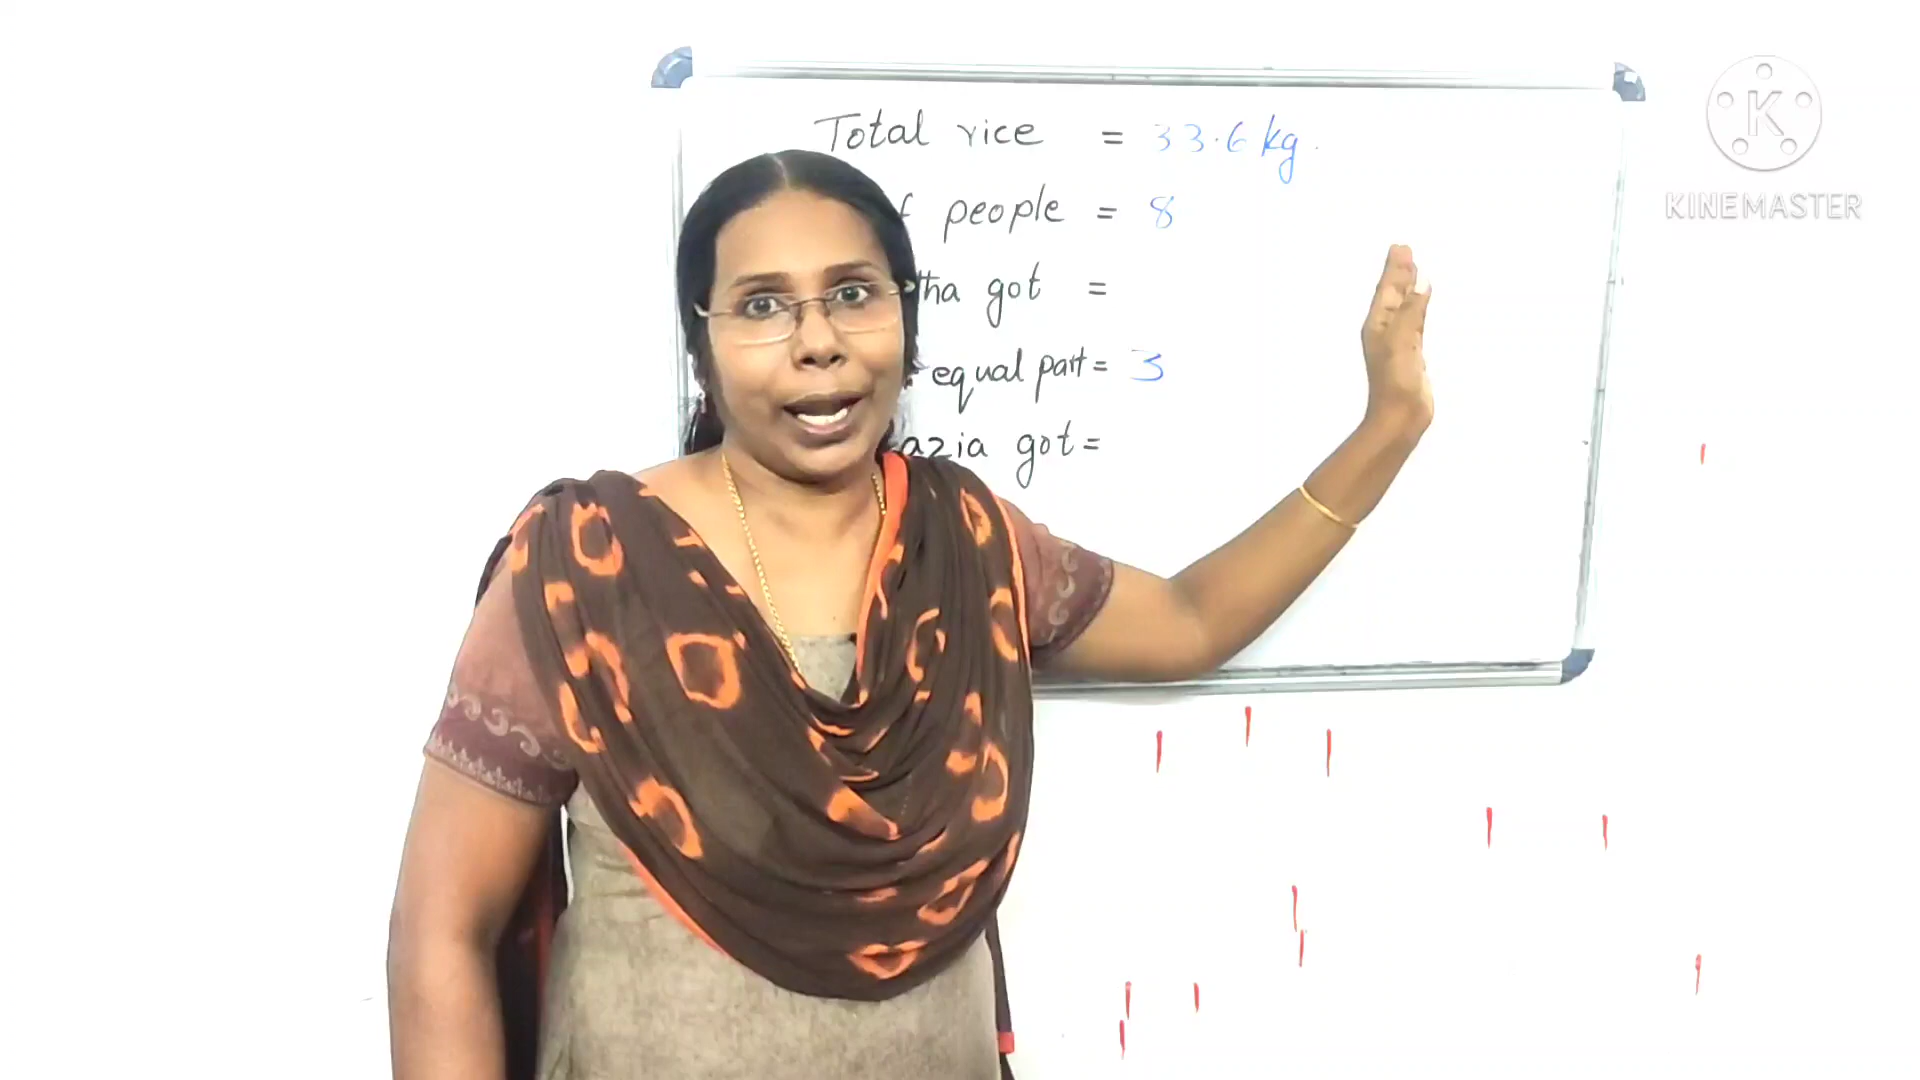 Total rice = 33.6 kg.
people = 8
got =
equal part = 3
got =
K
KINEMASTER